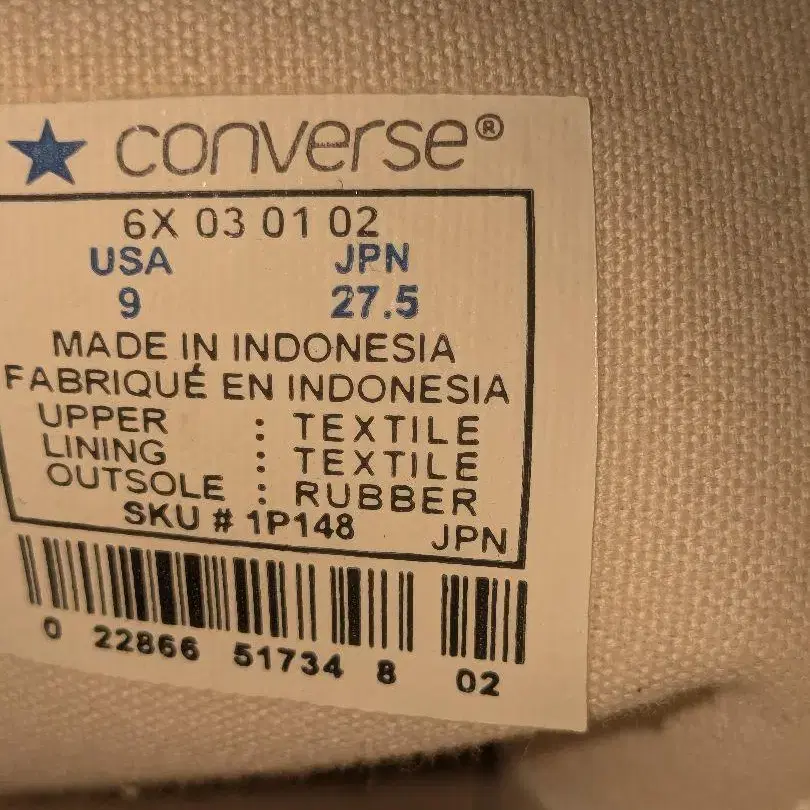 converse®
6X 03 01 02
USA JPN
9 27.5
MADE IN INDONESIA
FABRIQUÉ EN INDONESIA
UPPER : TEXTILE
LINING : TEXTILE
OUTSOLE : RUBBER
SKU # 1P148 JPN
0 22866 51734 8 02